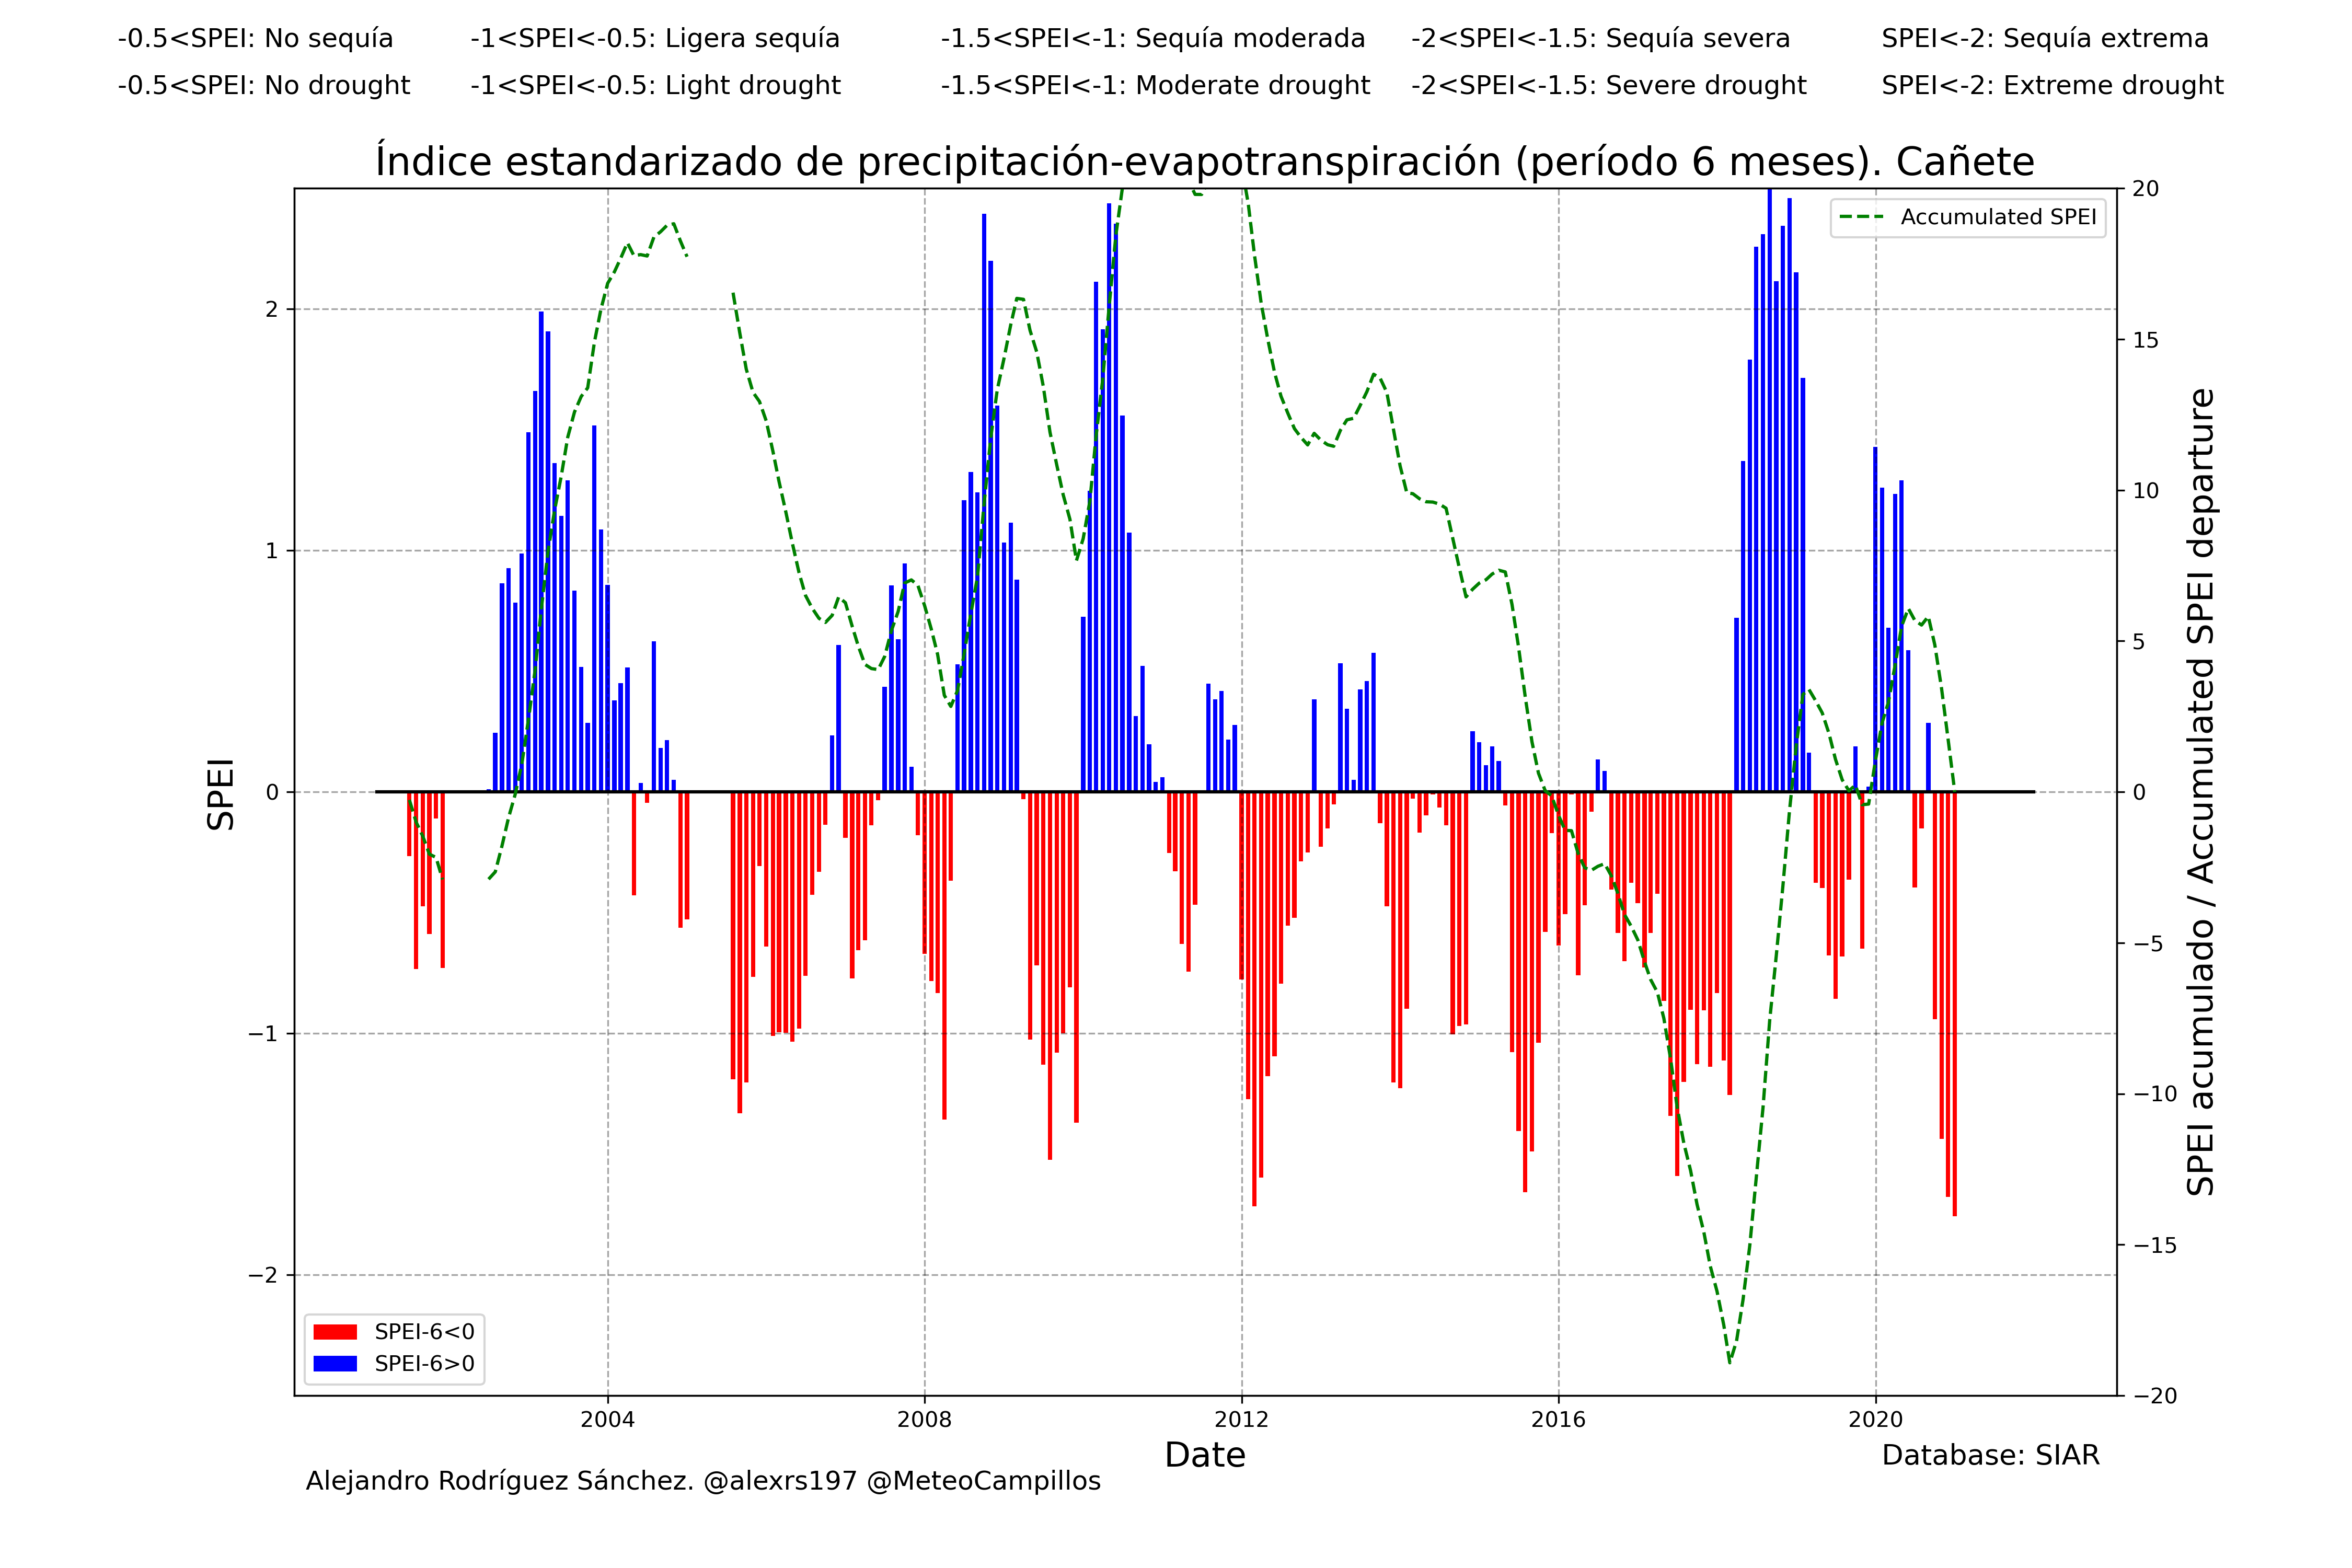 -0.5<SPEI: No sequía -1<SPEI<-0.5: Ligera sequía -1.5<SPEI<-1: Sequía moderada -2<SPEI<-1.5: Sequía severa SPEI<-2: Sequía extrema
-0.5<SPEI: No drought -1<SPEI<-0.5: Light drought -1.5<SPEI<-1: Moderate drought -2<SPEI<-1.5: Severe drought SPEI<-2: Extreme drought
Índice estandarizado de precipitación-evapotranspiración (período 6 meses). Cañete
Accumulated SPEI
SPEI
2
1
0
−1
−2
20
15
10
5
0
−5
−10
−15
−20
SPEI acumulado / Accumulated SPEI departure
SPEI-6<0
SPEI-6>0
2004 2008 2012 2016 2020
Date
Database: SIAR
Alejandro Rodríguez Sánchez. @alexrs197 @MeteoCampillos